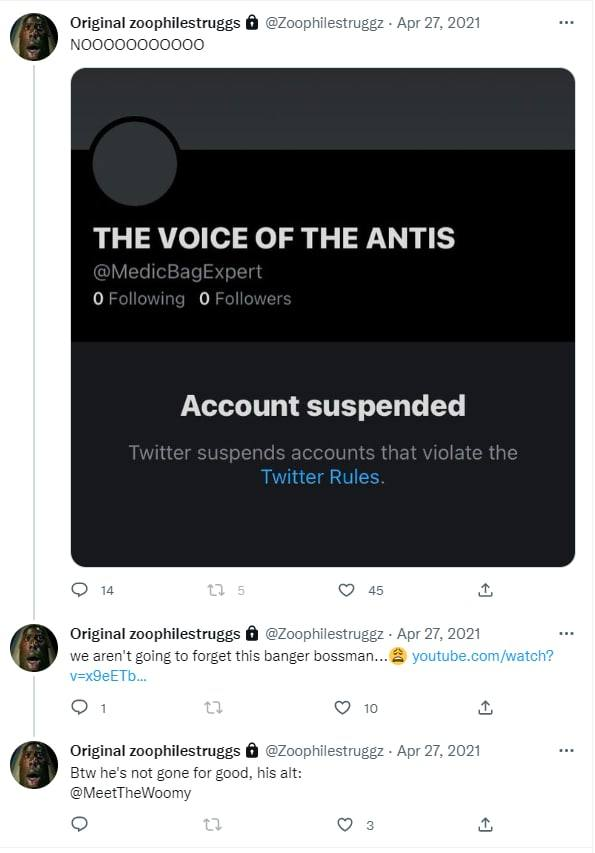 Original zoophilestruggs @Zoophilestruggz · Apr 27, 2021
NOOOOOOOOOOO
THE VOICE OF THE ANTIS
@MedicBagExpert
0 Following 0 Followers
Account suspended
Twitter suspends accounts that violate the
Twitter Rules.
14 5 45
Original zoophilestruggs @Zoophilestruggz · Apr 27, 2021
we aren't going to forget this banger bossman...😩 youtube.com/watch?
v=x9eETb...
1 10
Original zoophilestruggs @Zoophilestruggz · Apr 27, 2021
Btw he's not gone for good, his alt:
@MeetTheWoomy
3